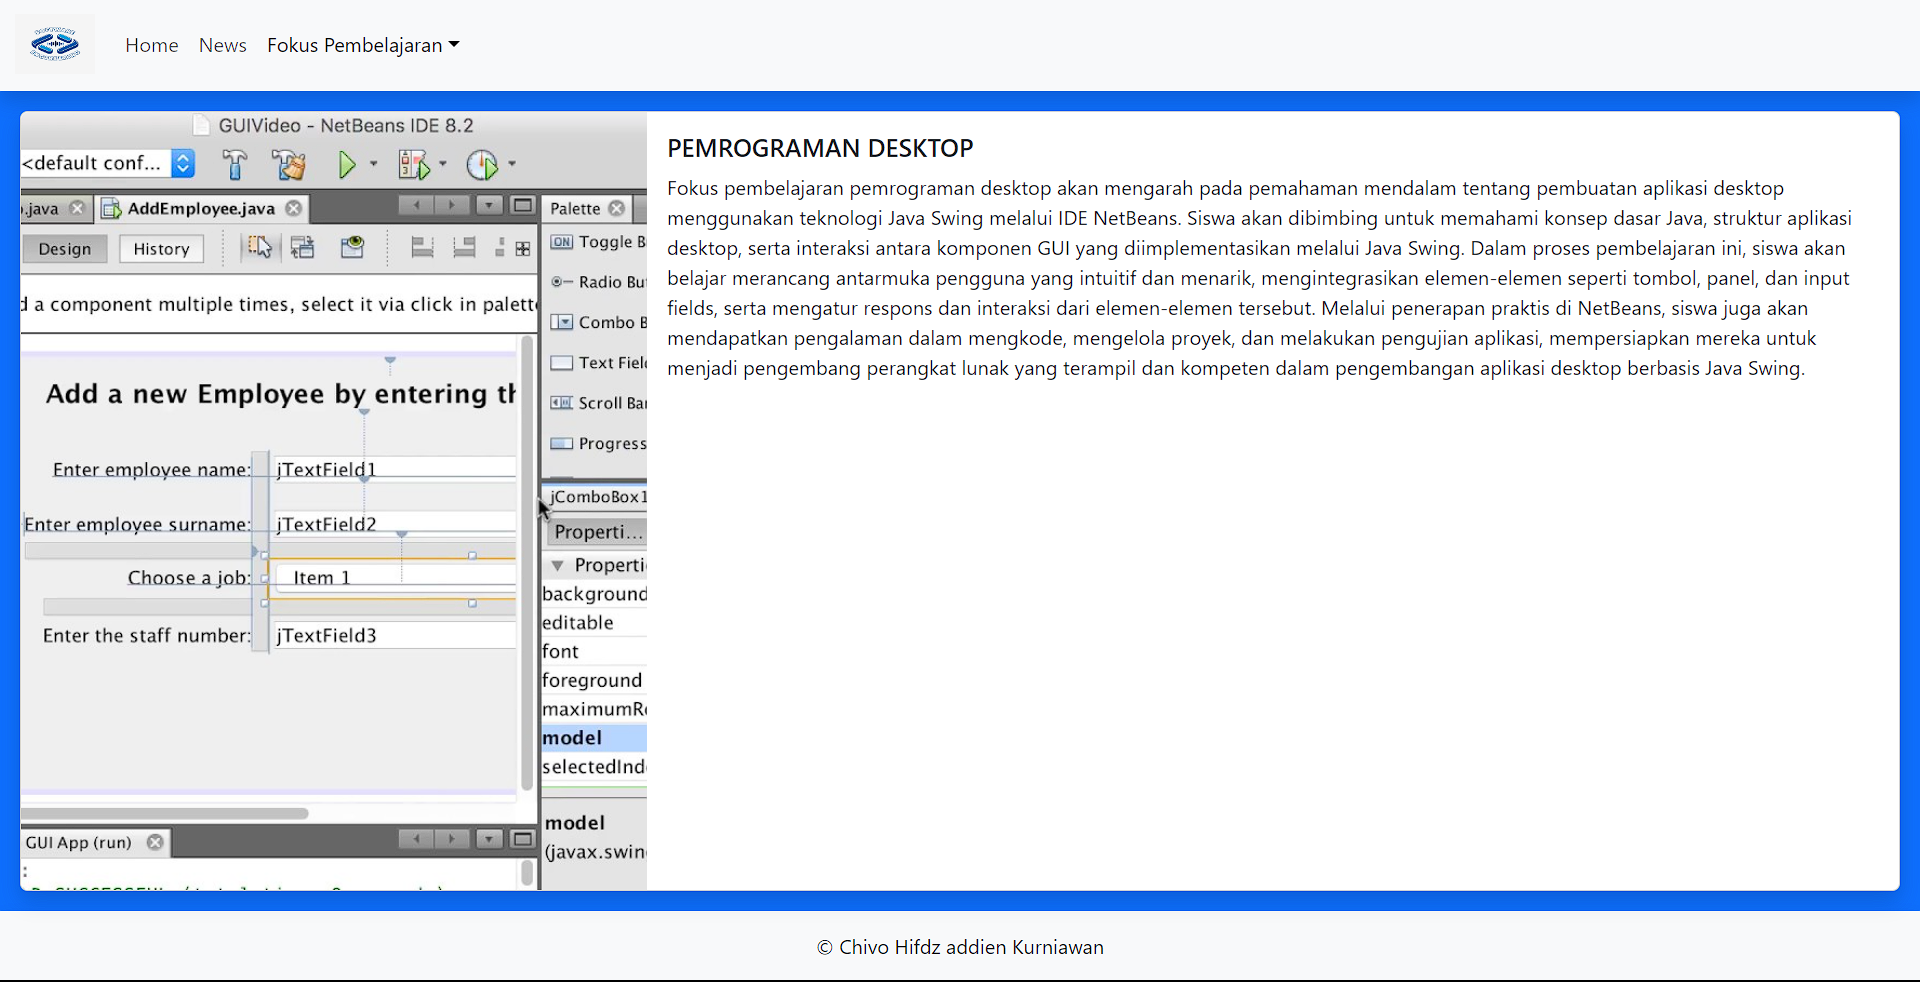 Home News Fokus Pembelajaran
GUIVideo - NetBeans IDE 8.2
<default conf...
.java AddEmployee.java
Palette
Design History
Toggle B
d a component multiple times, select it via click in palett
Radio Bu
Combo B
Text Fiel
Scroll Ba
Progress
Add a new Employee by entering th
Enter employee name: jTextField1
Enter employee surname: jTextField2
Choose a job: Item 1
Enter the staff number: jTextField3
jComboBox1
Properti...
Properti
background
editable
font
foreground
maximumR
model
selectedInd
model
(javax.swin
GUI App (run)
:
PEMROGRAMAN DESKTOP
Fokus pembelajaran pemrograman desktop akan mengarah pada pemahaman mendalam tentang pembuatan aplikasi desktop
menggunakan teknologi Java Swing melalui IDE NetBeans. Siswa akan dibimbing untuk memahami konsep dasar Java, struktur aplikasi
desktop, serta interaksi antara komponen GUI yang diimplementasikan melalui Java Swing. Dalam proses pembelajaran ini, siswa akan
belajar merancang antarmuka pengguna yang intuitif dan menarik, mengintegrasikan elemen-elemen seperti tombol, panel, dan input
fields, serta mengatur respons dan interaksi dari elemen-elemen tersebut. Melalui penerapan praktis di NetBeans, siswa juga akan
mendapatkan pengalaman dalam mengkode, mengelola proyek, dan melakukan pengujian aplikasi, mempersiapkan mereka untuk
menjadi pengembang perangkat lunak yang terampil dan kompeten dalam pengembangan aplikasi desktop berbasis Java Swing.
© Chivo Hifdz addien Kurniawan